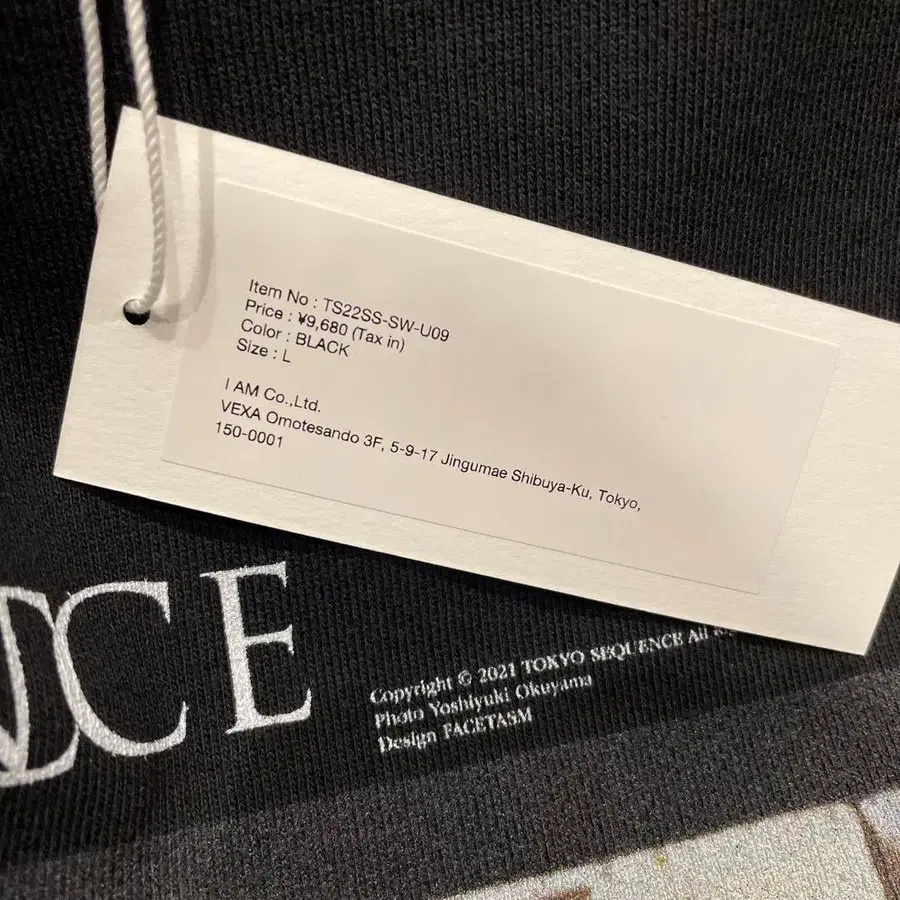 Item No : TS22SS-SW-U09
Price : ¥9,680 (Tax in)
Color : BLACK
Size : L
I AM Co.,Ltd.
VEXA Omotesando 3F, 5-9-17 Jingumae Shibuya-Ku, Tokyo,
150-0001
NCE
Copyright © 2021 TOKYO SEQUENCE All
Photo Yoshiyuki Okuyama
Design FACETASM